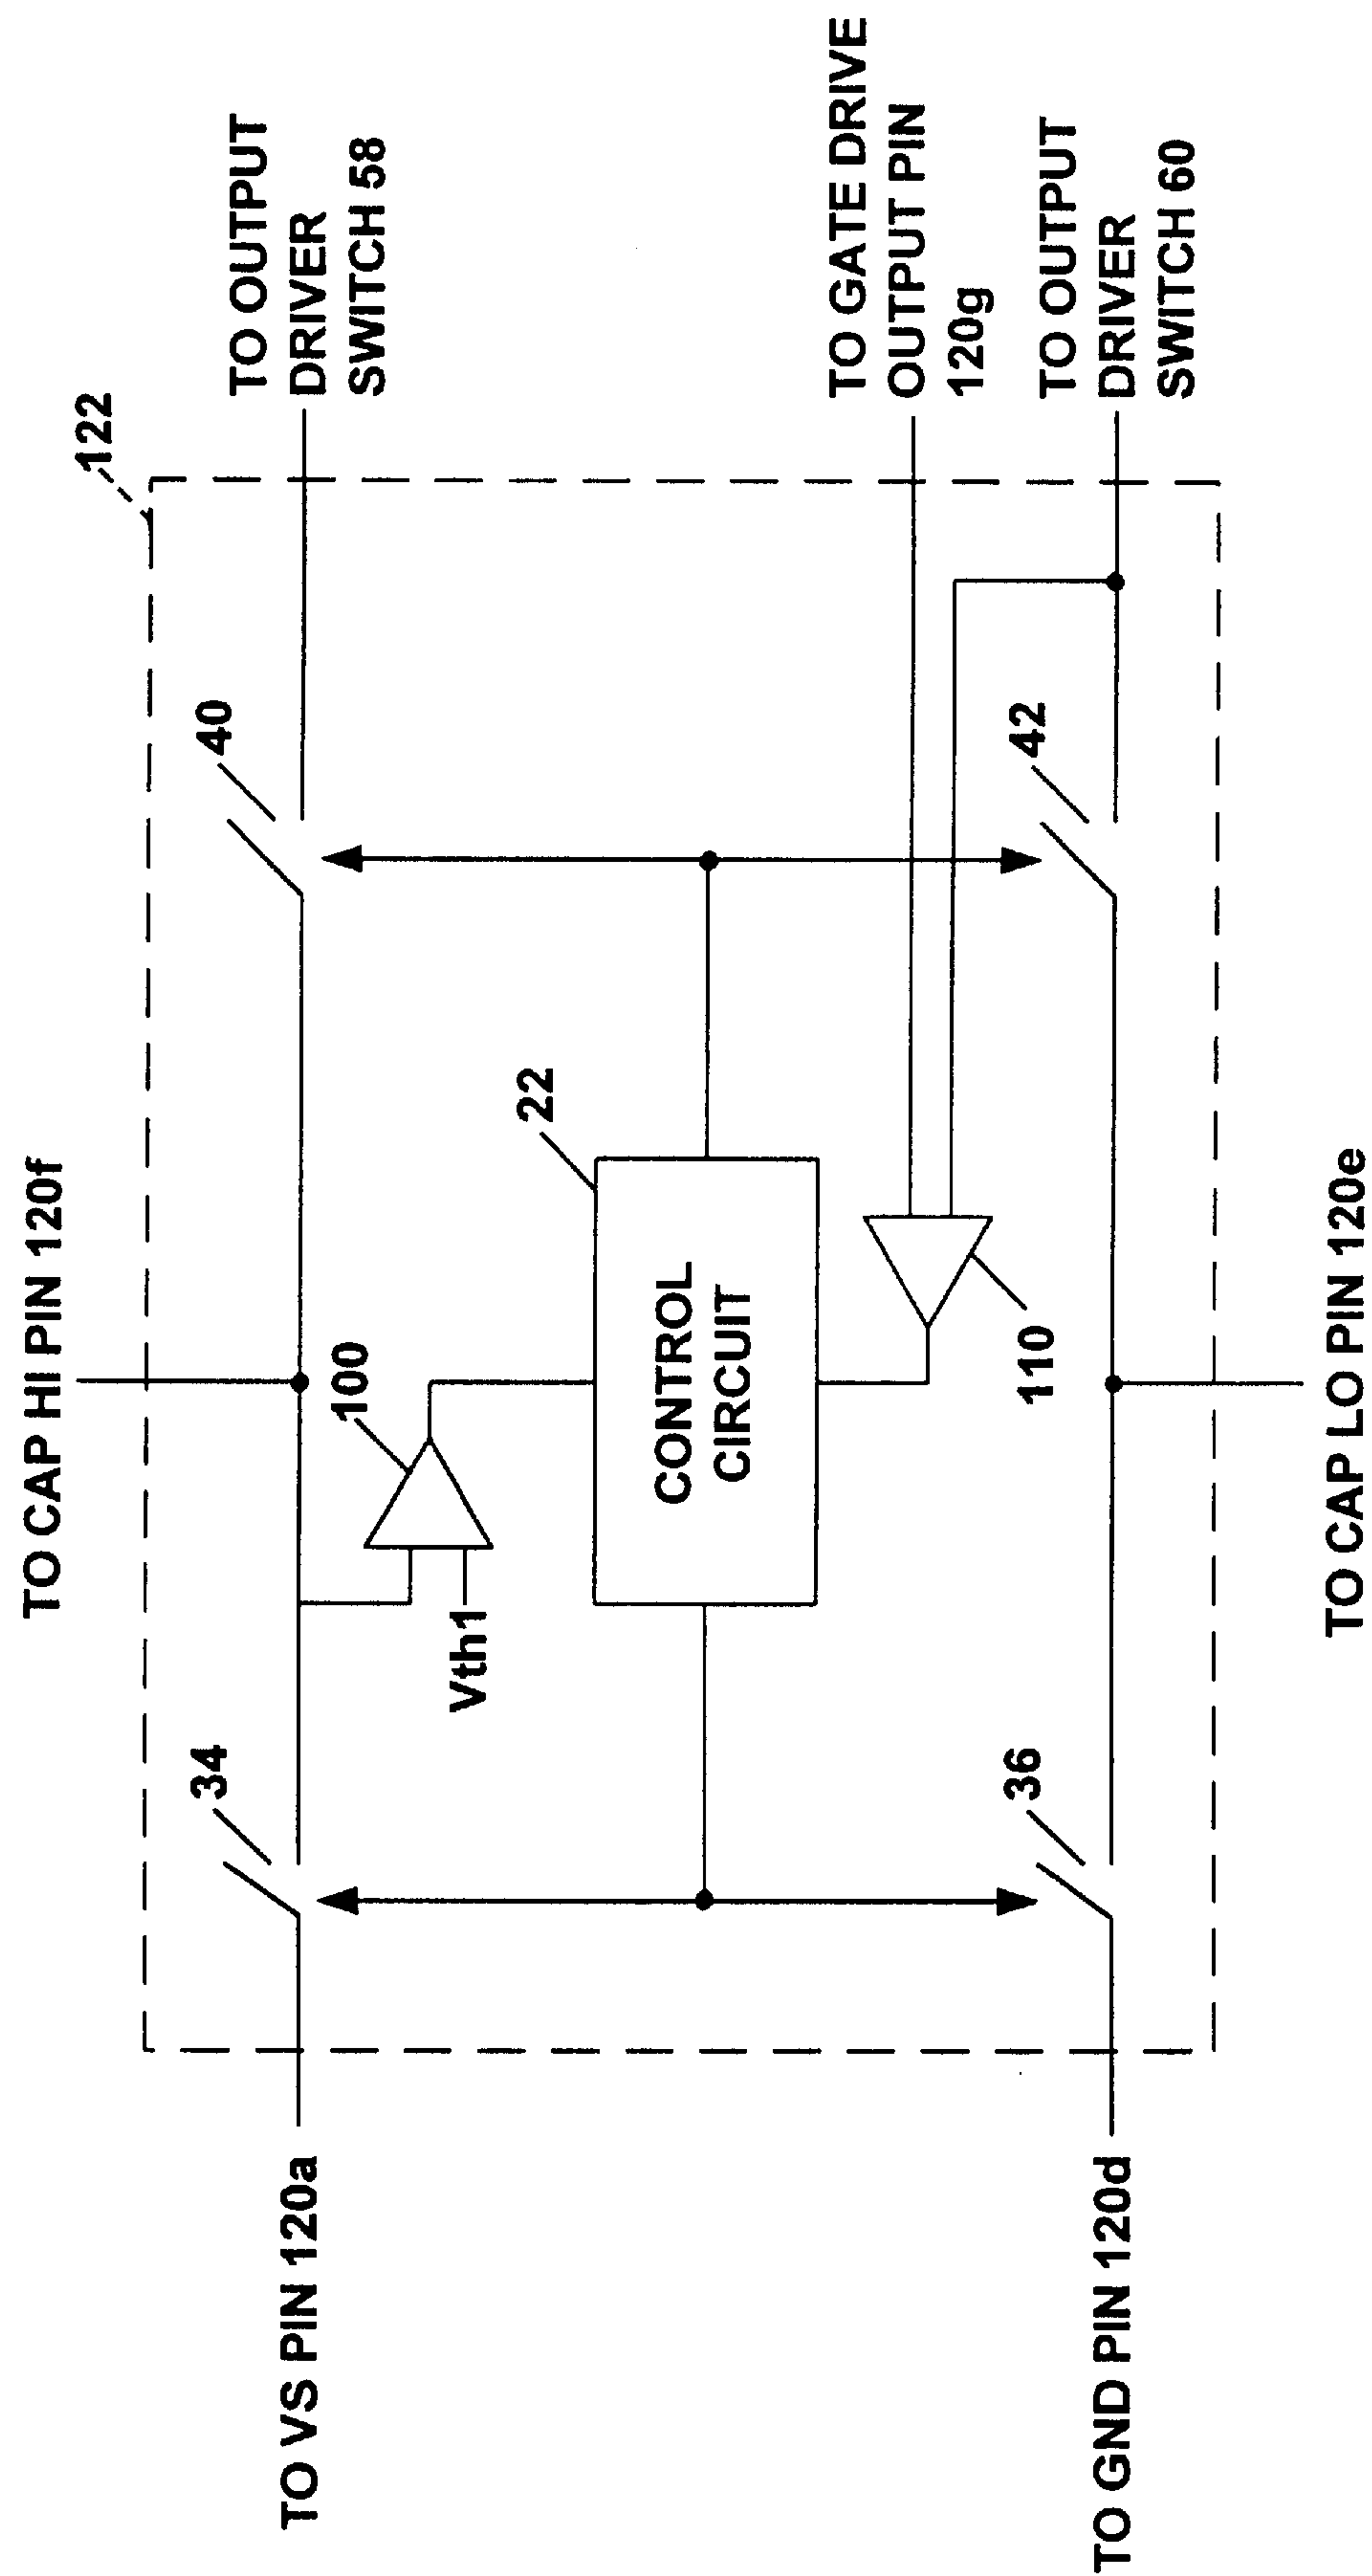 TO CAP HI PIN 120f
122
TO OUTPUT
DRIVER
SWITCH 58
40
34
100
Vth1
22
CONTROL
CIRCUIT
TO GATE DRIVE
OUTPUT PIN
120g
110
42
36
TO OUTPUT
DRIVER
SWITCH 60
TO VS PIN 120a
TO GND PIN 120d
TO CAP LO PIN 120e